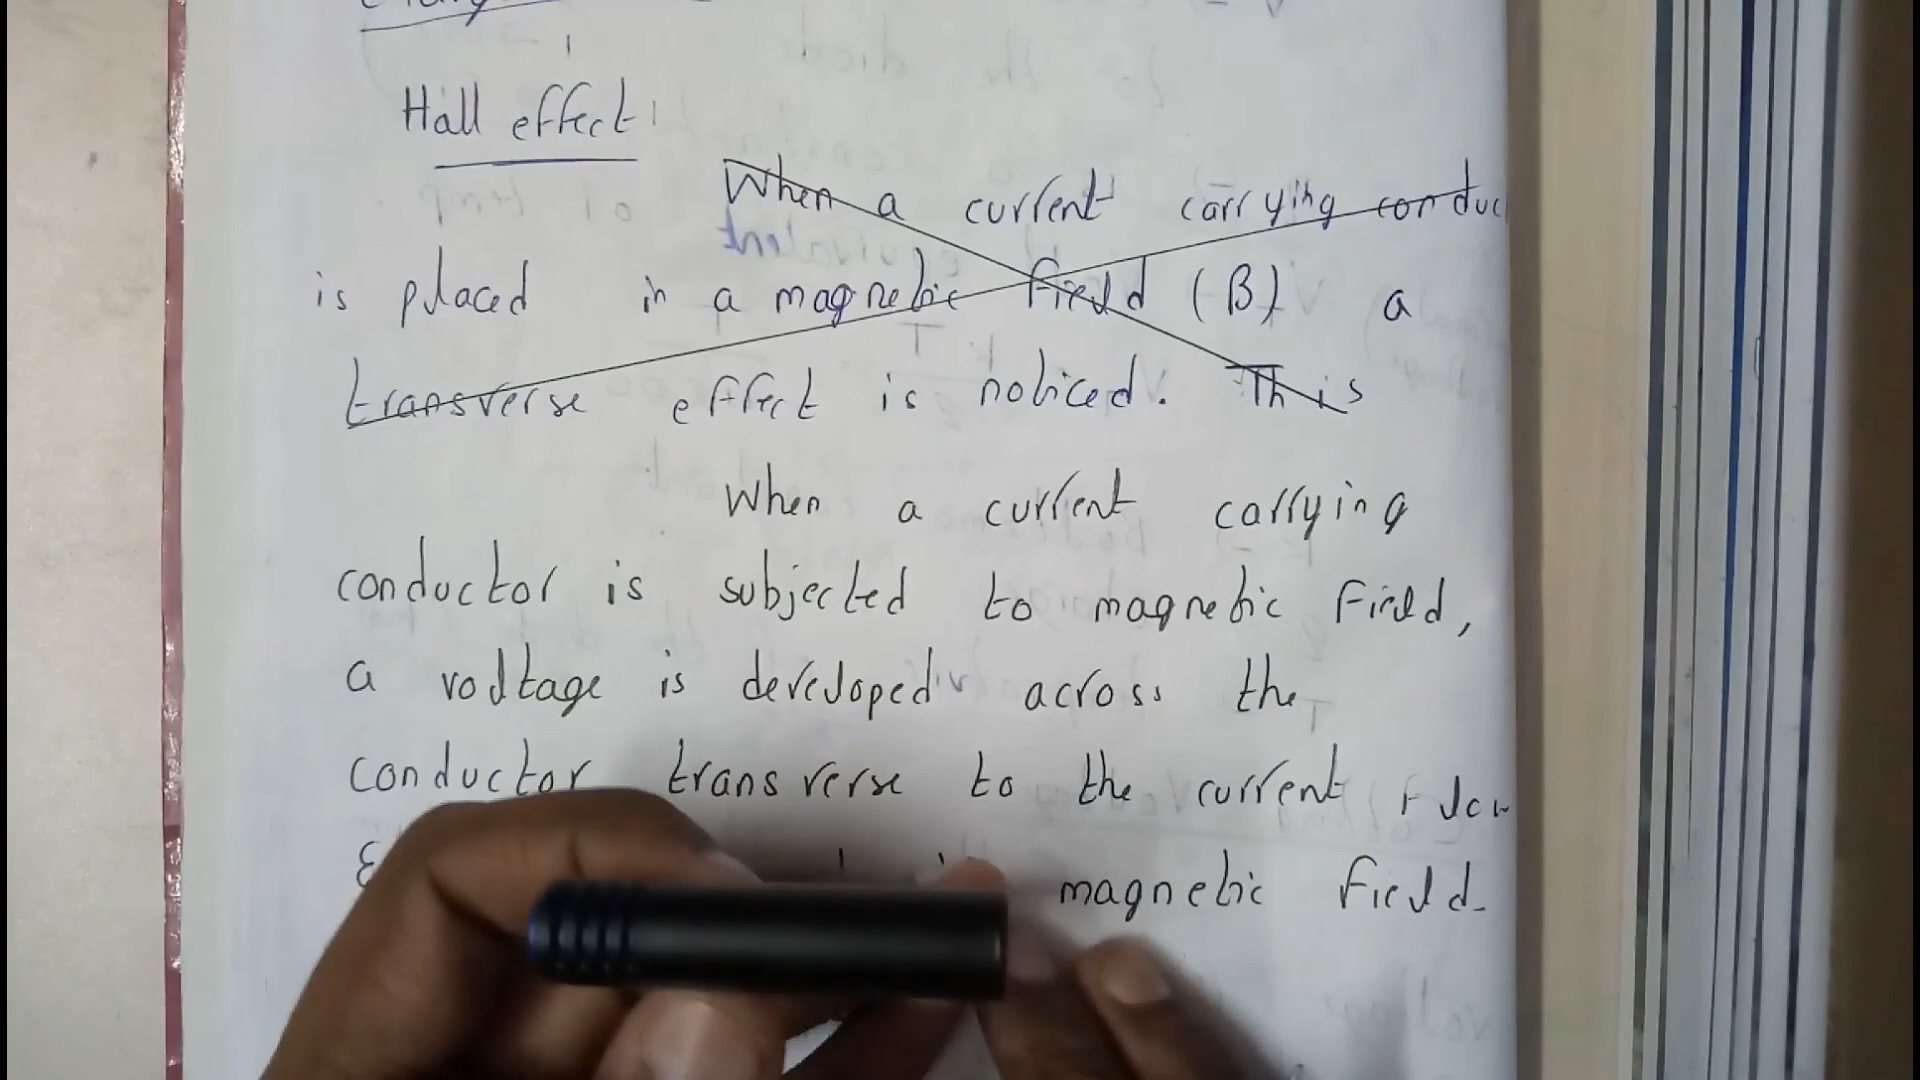 Hall effect:
When a current carrying conduc
is placed in a magnetic field (B) a
transverse effect is noticed. This
When a current carrying
conductor is subjected to magnetic field,
a voltage is developed across the
conductor transverse to the current flow
& magnetic field.